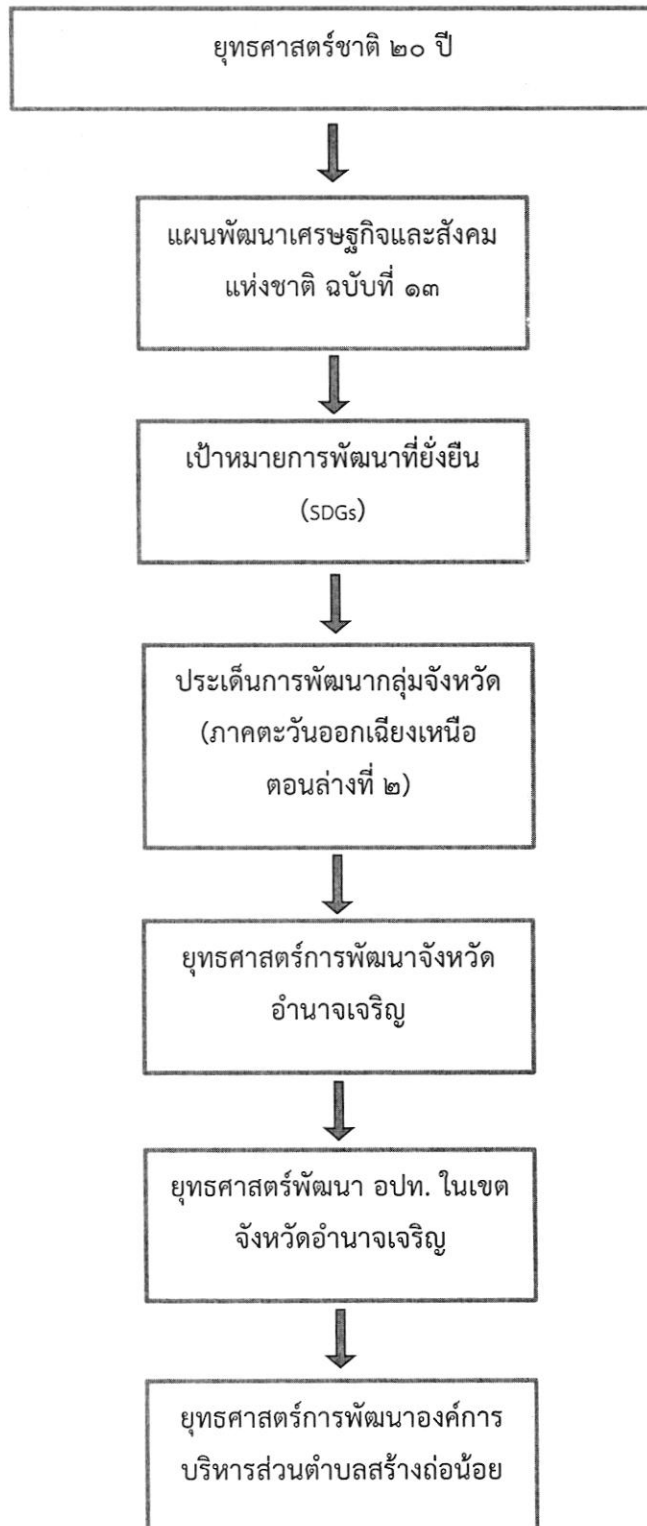 ยุทธศาสตร์ชาติ ๒๐ ปี
แผนพัฒนาเศรษฐกิจและสังคม
แห่งชาติ ฉบับที่ ๑๓
เป้าหมายการพัฒนาที่ยั่งยืน
(SDGs)
ประเด็นการพัฒนากลุ่มจังหวัด
(ภาคตะวันออกเฉียงเหนือ
ตอนล่างที่ ๒)
ยุทธศาสตร์การพัฒนาจังหวัด
อำนาจเจริญ
ยุทธศาสตร์พัฒนา อปท. ในเขต
จังหวัดอำนาจเจริญ
ยุทธศาสตร์การพัฒนาองค์การ
บริหารส่วนตำบลสร้างถ่อน้อย